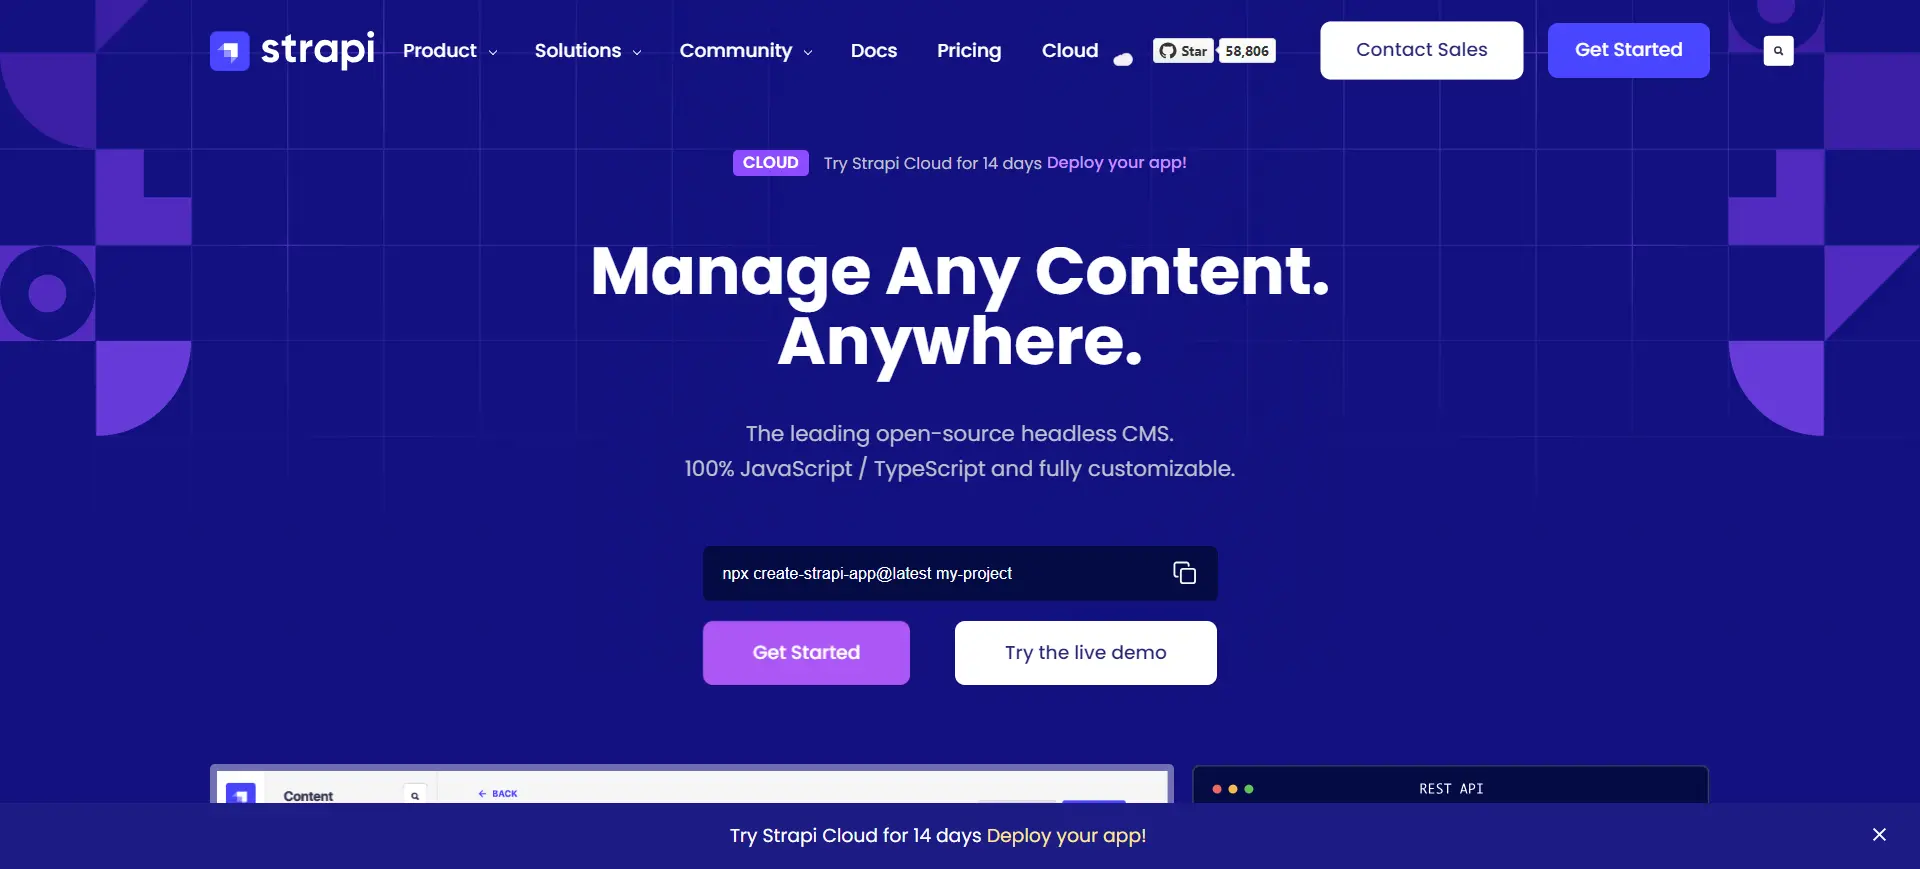 strapi Product Solutions Community Docs Pricing Cloud Star 58,806 Contact Sales Get Started
CLOUD Try Strapi Cloud for 14 days Deploy your app!
Manage Any Content.
Anywhere.
The leading open-source headless CMS.
100% JavaScript / TypeScript and fully customizable.
npx create-strapi-app@latest my-project
Get Started Try the live demo
Content ← BACK REST API
Try Strapi Cloud for 14 days Deploy your app!